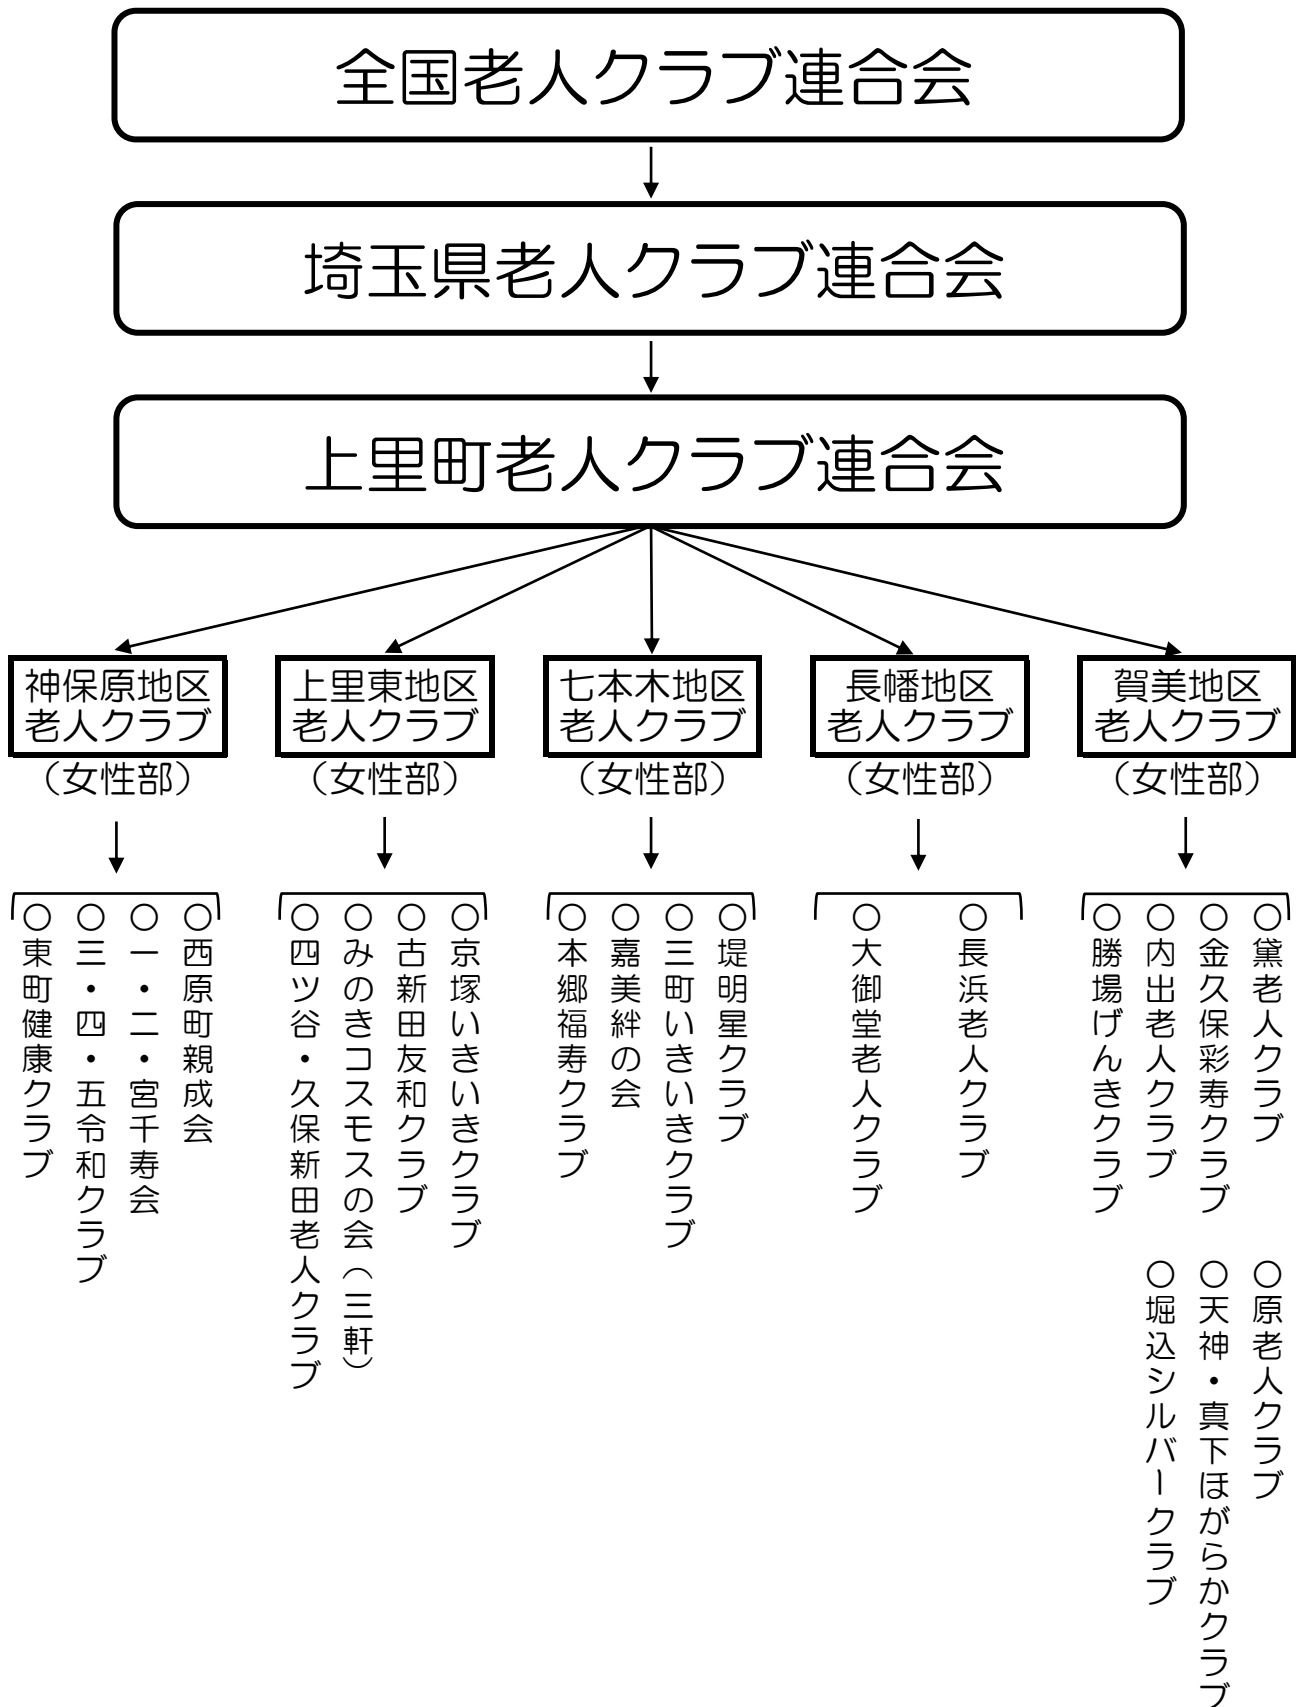 全国老人クラブ連合会
埼玉県老人クラブ連合会
上里町老人クラブ連合会
神保原地区
老人クラブ
（女性部）
上里東地区
老人クラブ
（女性部）
七本木地区
老人クラブ
（女性部）
長幡地区
老人クラブ
（女性部）
賀美地区
老人クラブ
（女性部）
○西原町親成会
○一・二・宮千寿会
○三・四・五令和クラブ
○東町健康クラブ
○京塚いきいきクラブ
○古新田友和クラブ
○みのきコスモスの会（三軒）
○四ツ谷・久保新田老人クラブ
○堤明星クラブ
○三町いきいきクラブ
○嘉美絆の会
○本郷福寿クラブ
○長浜老人クラブ
○大御堂老人クラブ
○黛老人クラブ
○金久保彩寿クラブ
○内出老人クラブ
○勝場げんきクラブ
○原老人クラブ
○天神・真下ほがらかクラブ
○堀込シルバークラブ